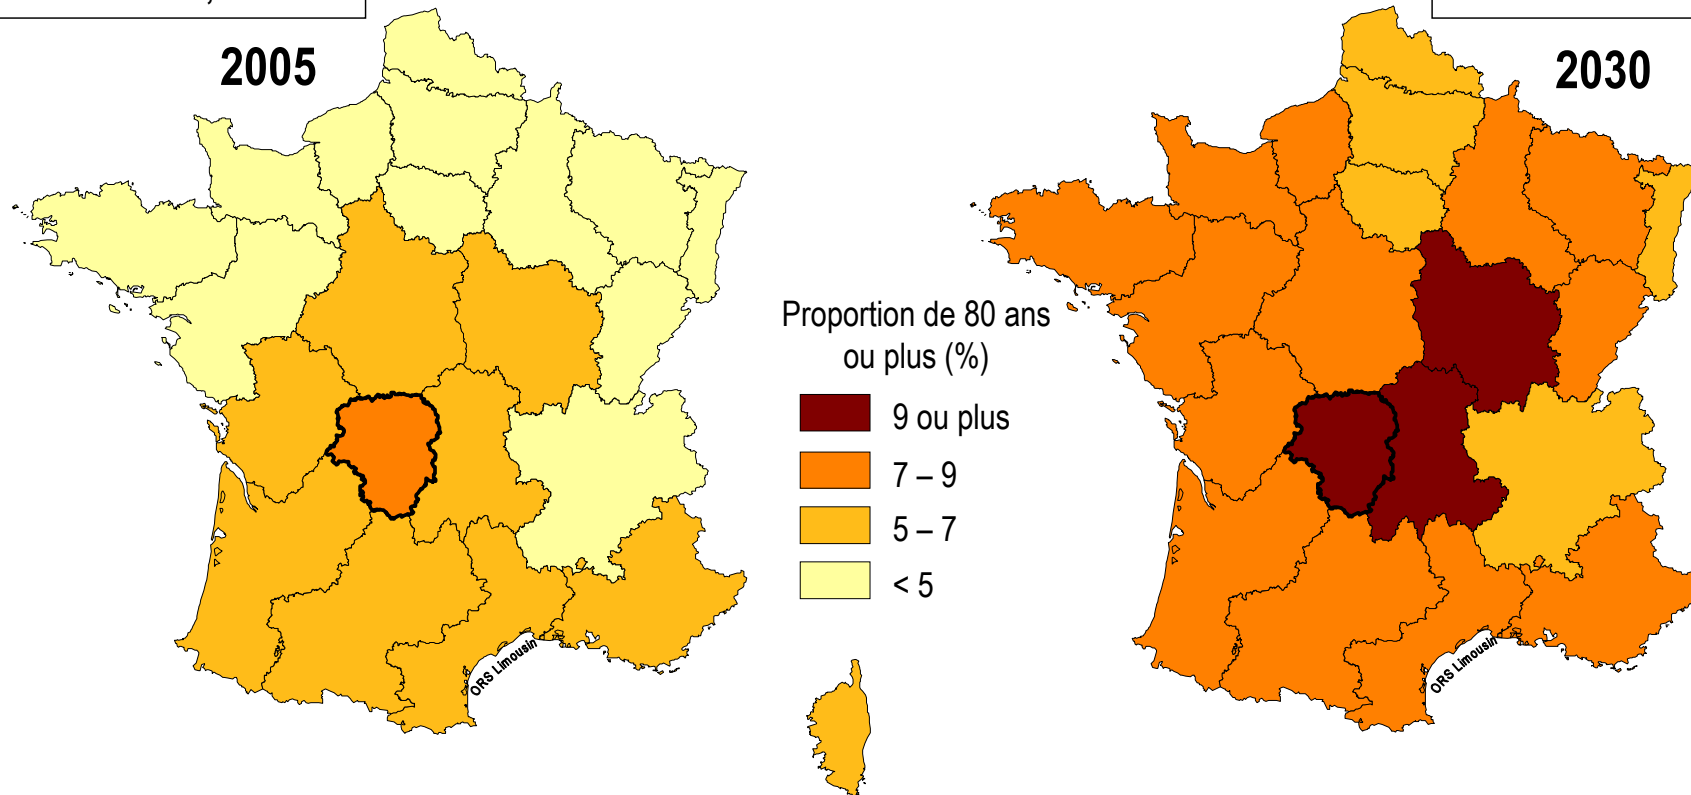 2005
2030
Proportion de 80 ans
ou plus (%)
9 ou plus
7 – 9
5 – 7
< 5
ORS Limousin
ORS Limousin